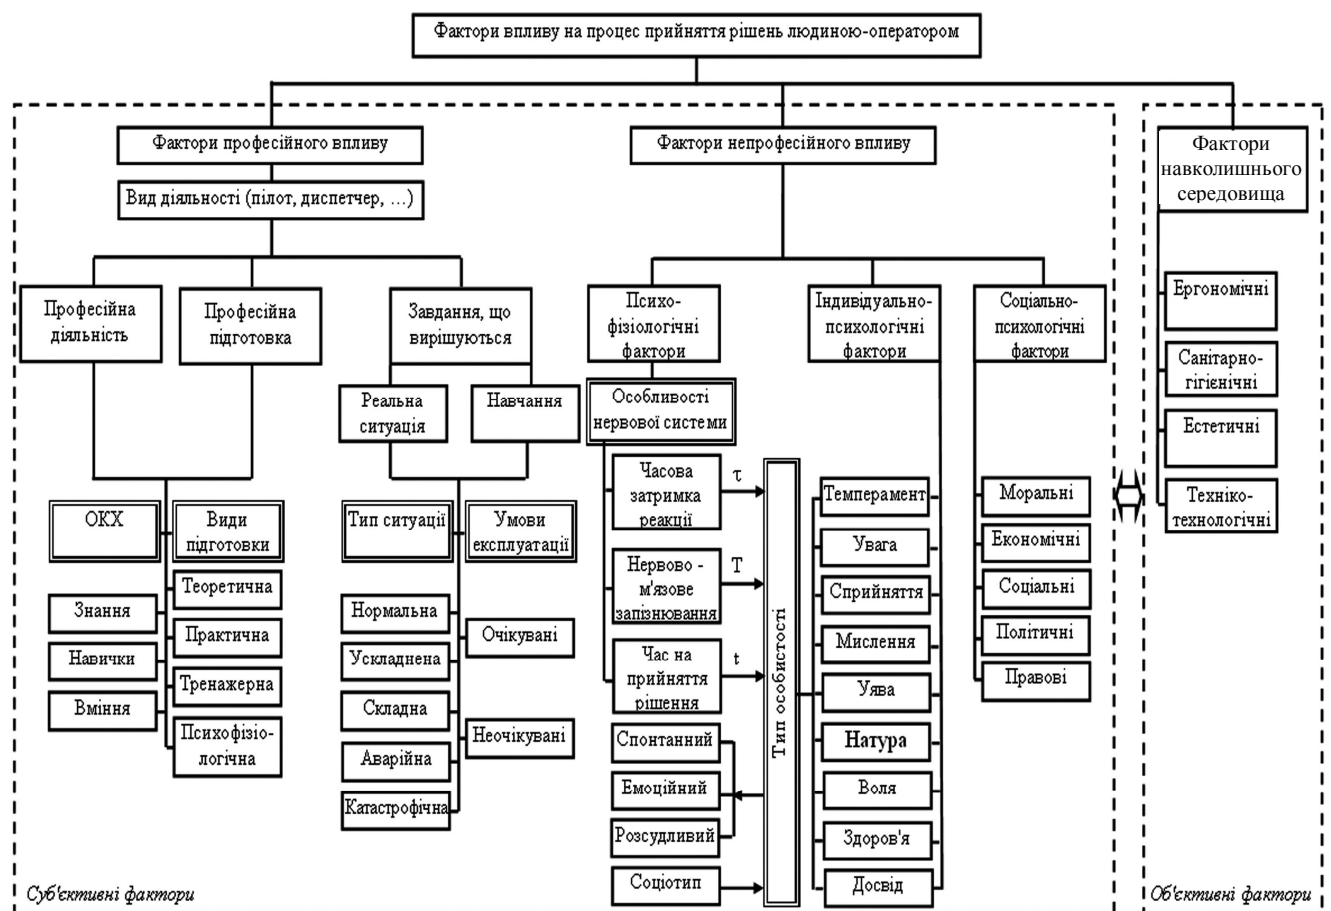 Фактори впливу на процес прийняття рішень людиною-оператором
Фактори професійного впливу
Фактори непрофесійного впливу
Фактори
навколишнього
середовища
Вид діяльності (пілот, диспетчер, …)
Професійна
діяльність
Професійна
підготовка
Завдання, що
вирішуються
Психо-
фізіологічні
фактори
Індивідуально-
психологічні
фактори
Соціально-
психологічні
фактори
Ергономічні
Санітарно-
гігієнічні
Естетичні
Техніко-
технологічні
Реальна
ситуація
Навчання
Особливості
нервової системи
ОКХ
Види
підготовки
Тип ситуації
Умови
експлуатації
Теоретична
Знання
Практична
Навички
Тренажерна
Вміння
Психофізіо-
логічна
Нормальна
Ускладнена
Складна
Аварійна
Катастрофічна
Очікувані
Неочікувані
Часова
затримка
реакції
τ
Нервово -
м'язове
запізнювання
T
Час на
прийняття
рішення
t
Спонтанний
Емоційний
Розсудливий
Соціотип
Тип особистості
Темперамент
Увага
Сприйняття
Мислення
Уява
Натура
Воля
Здоров'я
Досвід
Моральні
Економічні
Соціальні
Політичні
Правові
Суб'єктивні фактори
Об'єктивні фактори